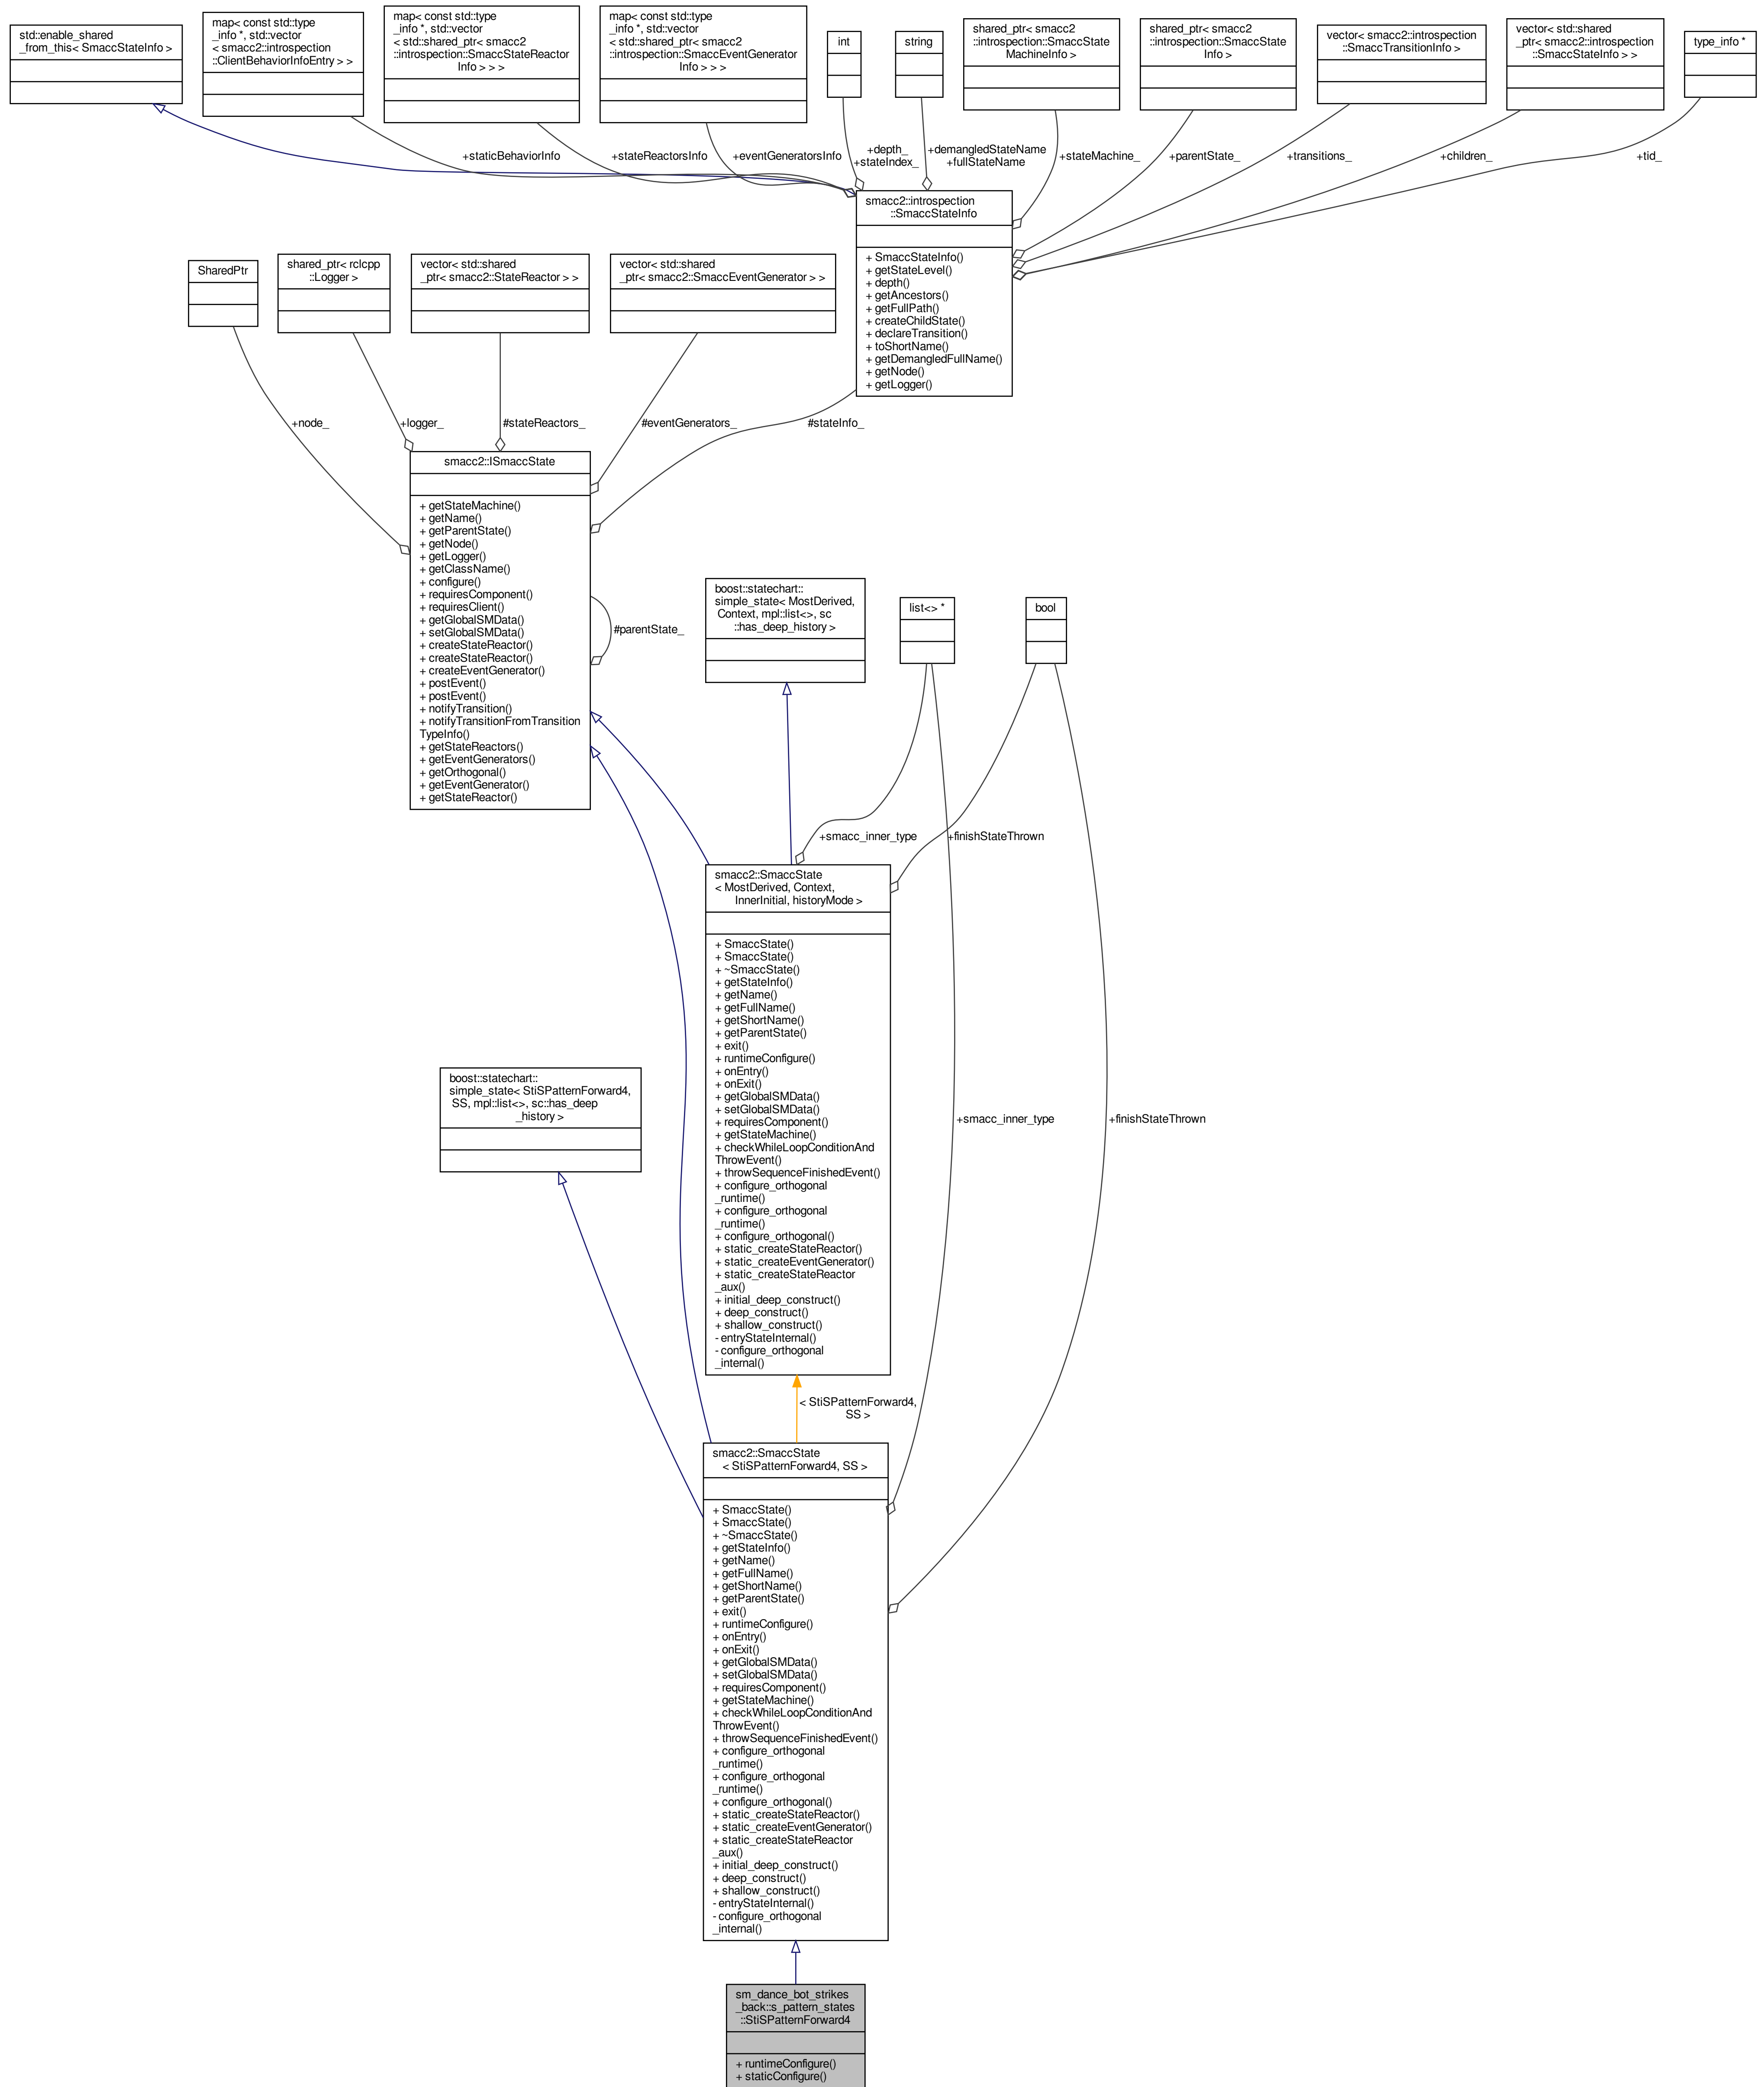 std::enable_shared
_from_this< SmaccStateInfo >
map< const std::type
_info *, std::vector
< smacc2::introspection
::ClientBehaviorInfoEntry > >
map< const std::type
_info *, std::vector
< std::shared_ptr< smacc2
::introspection::SmaccStateReactor
Info > > >
map< const std::type
_info *, std::vector
< std::shared_ptr< smacc2
::introspection::SmaccEventGenerator
Info > > >
int
string
shared_ptr< smacc2
::introspection::SmaccState
MachineInfo >
shared_ptr< smacc2
::introspection::SmaccState
Info >
vector< smacc2::introspection
::SmaccTransitionInfo >
vector< std::shared
_ptr< smacc2::introspection
::SmaccStateInfo > >
type_info *
+staticBehaviorInfo
+stateReactorsInfo
+eventGeneratorsInfo
+depth_
+stateIndex_
+demangledStateName
+fullStateName
+stateMachine_
+parentState_
+transitions_
+children_
+tid_
smacc2::introspection
::SmaccStateInfo
+ SmaccStateInfo()
+ getStateLevel()
+ depth()
+ getAncestors()
+ getFullPath()
+ createChildState()
+ declareTransition()
+ toShortName()
+ getDemangledFullName()
+ getNode()
+ getLogger()
SharedPtr
shared_ptr< rclcpp
::Logger >
vector< std::shared
_ptr< smacc2::StateReactor > >
vector< std::shared
_ptr< smacc2::SmaccEventGenerator > >
+node_
+logger_
#stateReactors_
#eventGenerators_
#stateInfo_
smacc2::ISmaccState
+ getStateMachine()
+ getName()
+ getParentState()
+ getNode()
+ getLogger()
+ getClassName()
+ configure()
+ requiresComponent()
+ requiresClient()
+ getGlobalSMData()
+ setGlobalSMData()
+ createStateReactor()
+ createStateReactor()
+ createEventGenerator()
+ postEvent()
+ postEvent()
+ notifyTransition()
+ notifyTransitionFromTransition
TypeInfo()
+ getStateReactors()
+ getEventGenerators()
+ getOrthogonal()
+ getEventGenerator()
+ getStateReactor()
#parentState_
boost::statechart::
simple_state< MostDerived,
Context, mpl::list<>, sc
::has_deep_history >
list<> *
bool
+smacc_inner_type
+finishStateThrown
smacc2::SmaccState
< MostDerived, Context,
InnerInitial, historyMode >
+ SmaccState()
+ SmaccState()
+ ~SmaccState()
+ getStateInfo()
+ getName()
+ getFullName()
+ getShortName()
+ getParentState()
+ exit()
+ runtimeConfigure()
+ onEntry()
+ onExit()
+ getGlobalSMData()
+ setGlobalSMData()
+ requiresComponent()
+ getStateMachine()
+ checkWhileLoopConditionAnd
ThrowEvent()
+ throwSequenceFinishedEvent()
+ configure_orthogonal
_runtime()
+ configure_orthogonal
_runtime()
+ configure_orthogonal()
+ static_createStateReactor()
+ static_createEventGenerator()
+ static_createStateReactor
_aux()
+ initial_deep_construct()
+ deep_construct()
+ shallow_construct()
- entryStateInternal()
- configure_orthogonal
_internal()
boost::statechart::
simple_state< StiSPatternForward4,
SS, mpl::list<>, sc::has_deep
_history >
+smacc_inner_type
+finishStateThrown
< StiSPatternForward4,
SS >
smacc2::SmaccState
< StiSPatternForward4, SS >
+ SmaccState()
+ SmaccState()
+ ~SmaccState()
+ getStateInfo()
+ getName()
+ getFullName()
+ getShortName()
+ getParentState()
+ exit()
+ runtimeConfigure()
+ onEntry()
+ onExit()
+ getGlobalSMData()
+ setGlobalSMData()
+ requiresComponent()
+ getStateMachine()
+ checkWhileLoopConditionAnd
ThrowEvent()
+ throwSequenceFinishedEvent()
+ configure_orthogonal
_runtime()
+ configure_orthogonal
_runtime()
+ configure_orthogonal()
+ static_createStateReactor()
+ static_createEventGenerator()
+ static_createStateReactor
_aux()
+ initial_deep_construct()
+ deep_construct()
+ shallow_construct()
- entryStateInternal()
- configure_orthogonal
_internal()
sm_dance_bot_strikes
_back::s_pattern_states
::StiSPatternForward4
+ runtimeConfigure()
+ staticConfigure()